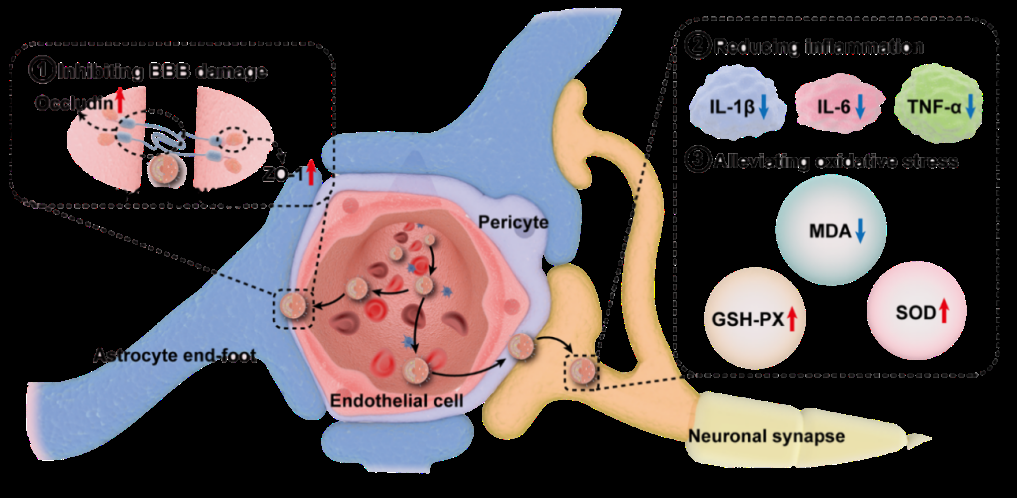 ① Inhibiting BBB damage
Occludin
ZO-1
② Reducing inflammation
IL-1β
IL-6
TNF-α
③ Alleviating oxidative stress
MDA
GSH-PX
SOD
Pericyte
Astrocyte end-foot
Endothelial cell
Neuronal synapse